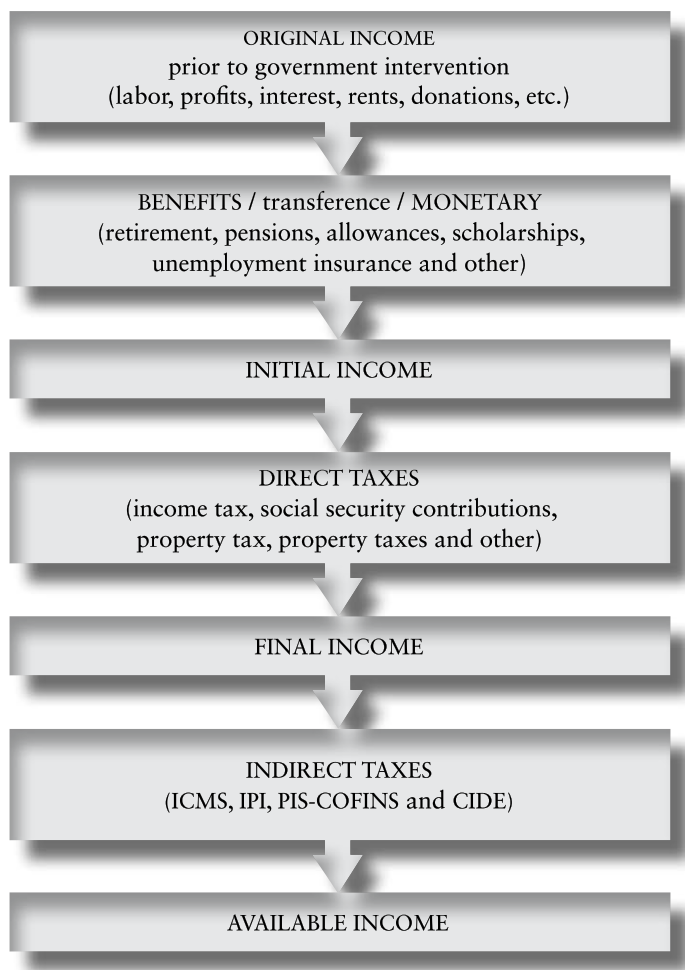 ORIGINAL INCOME
prior to government intervention
(labor, profits, interest, rents, donations, etc.)
BENEFITS / transference / MONETARY
(retirement, pensions, allowances, scholarships,
unemployment insurance and other)
INITIAL INCOME
DIRECT TAXES
(income tax, social security contributions,
property tax, property taxes and other)
FINAL INCOME
INDIRECT TAXES
(ICMS, IPI, PIS-COFINS and CIDE)
AVAILABLE INCOME